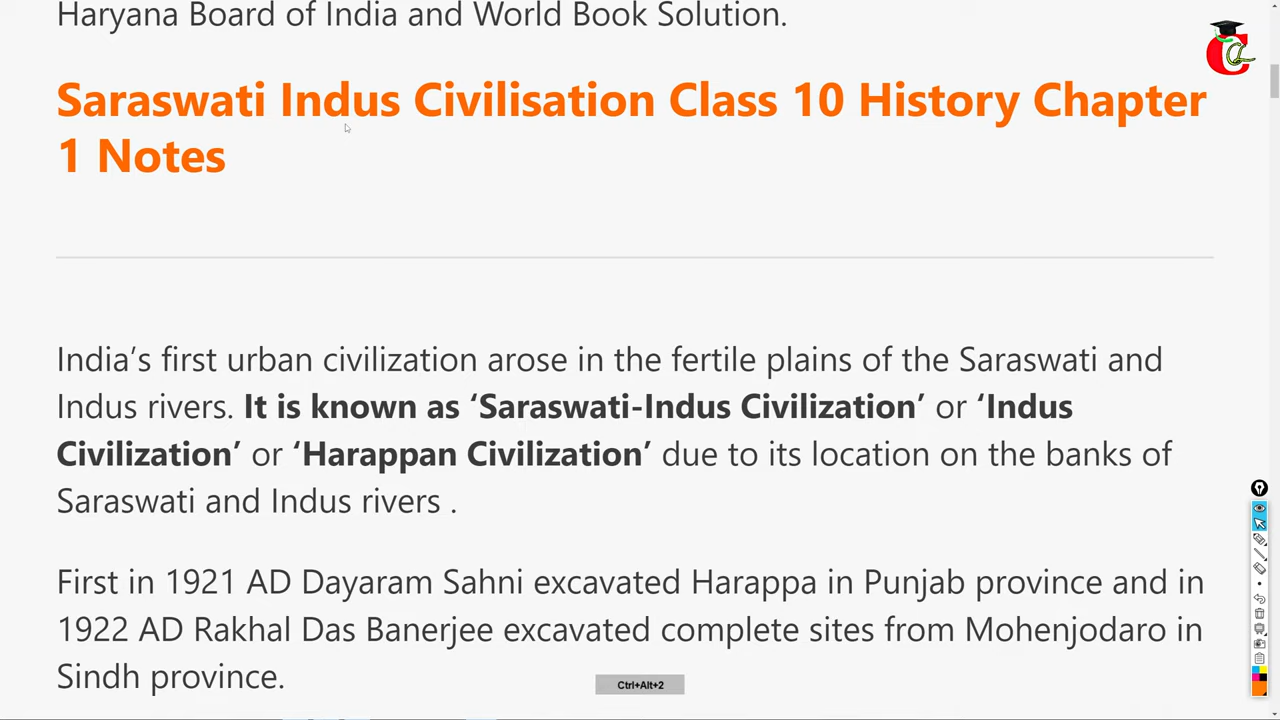 Haryana Board of India and World Book Solution.
Saraswati Indus Civilisation Class 10 History Chapter
1 Notes
India’s first urban civilization arose in the fertile plains of the Saraswati and
Indus rivers. It is known as ‘Saraswati-Indus Civilization’ or ‘Indus
Civilization’ or ‘Harappan Civilization’ due to its location on the banks of
Saraswati and Indus rivers .
First in 1921 AD Dayaram Sahni excavated Harappa in Punjab province and in
1922 AD Rakhal Das Banerjee excavated complete sites from Mohenjodaro in
Sindh province.
Ctrl+Alt+2